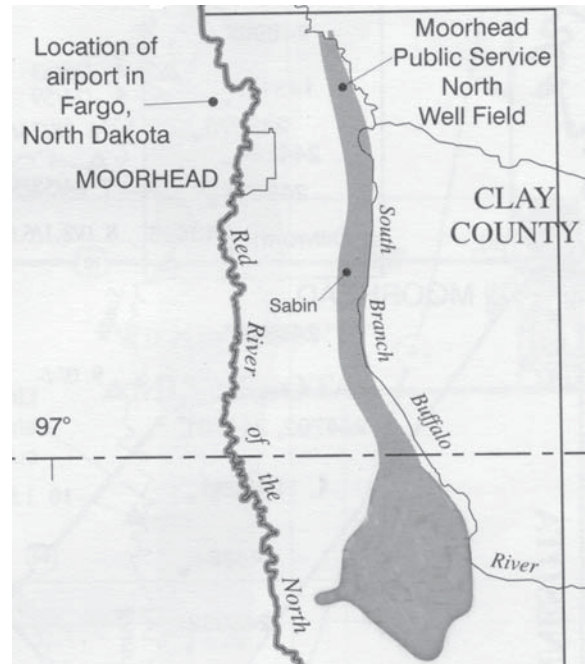 Location of
airport in
Fargo,
North Dakota
Moorhead
Public Service
North
Well Field
MOORHEAD
CLAY
COUNTY
Red
River
of
the
North
South
Branch
Buffalo
River
Sabin
97°